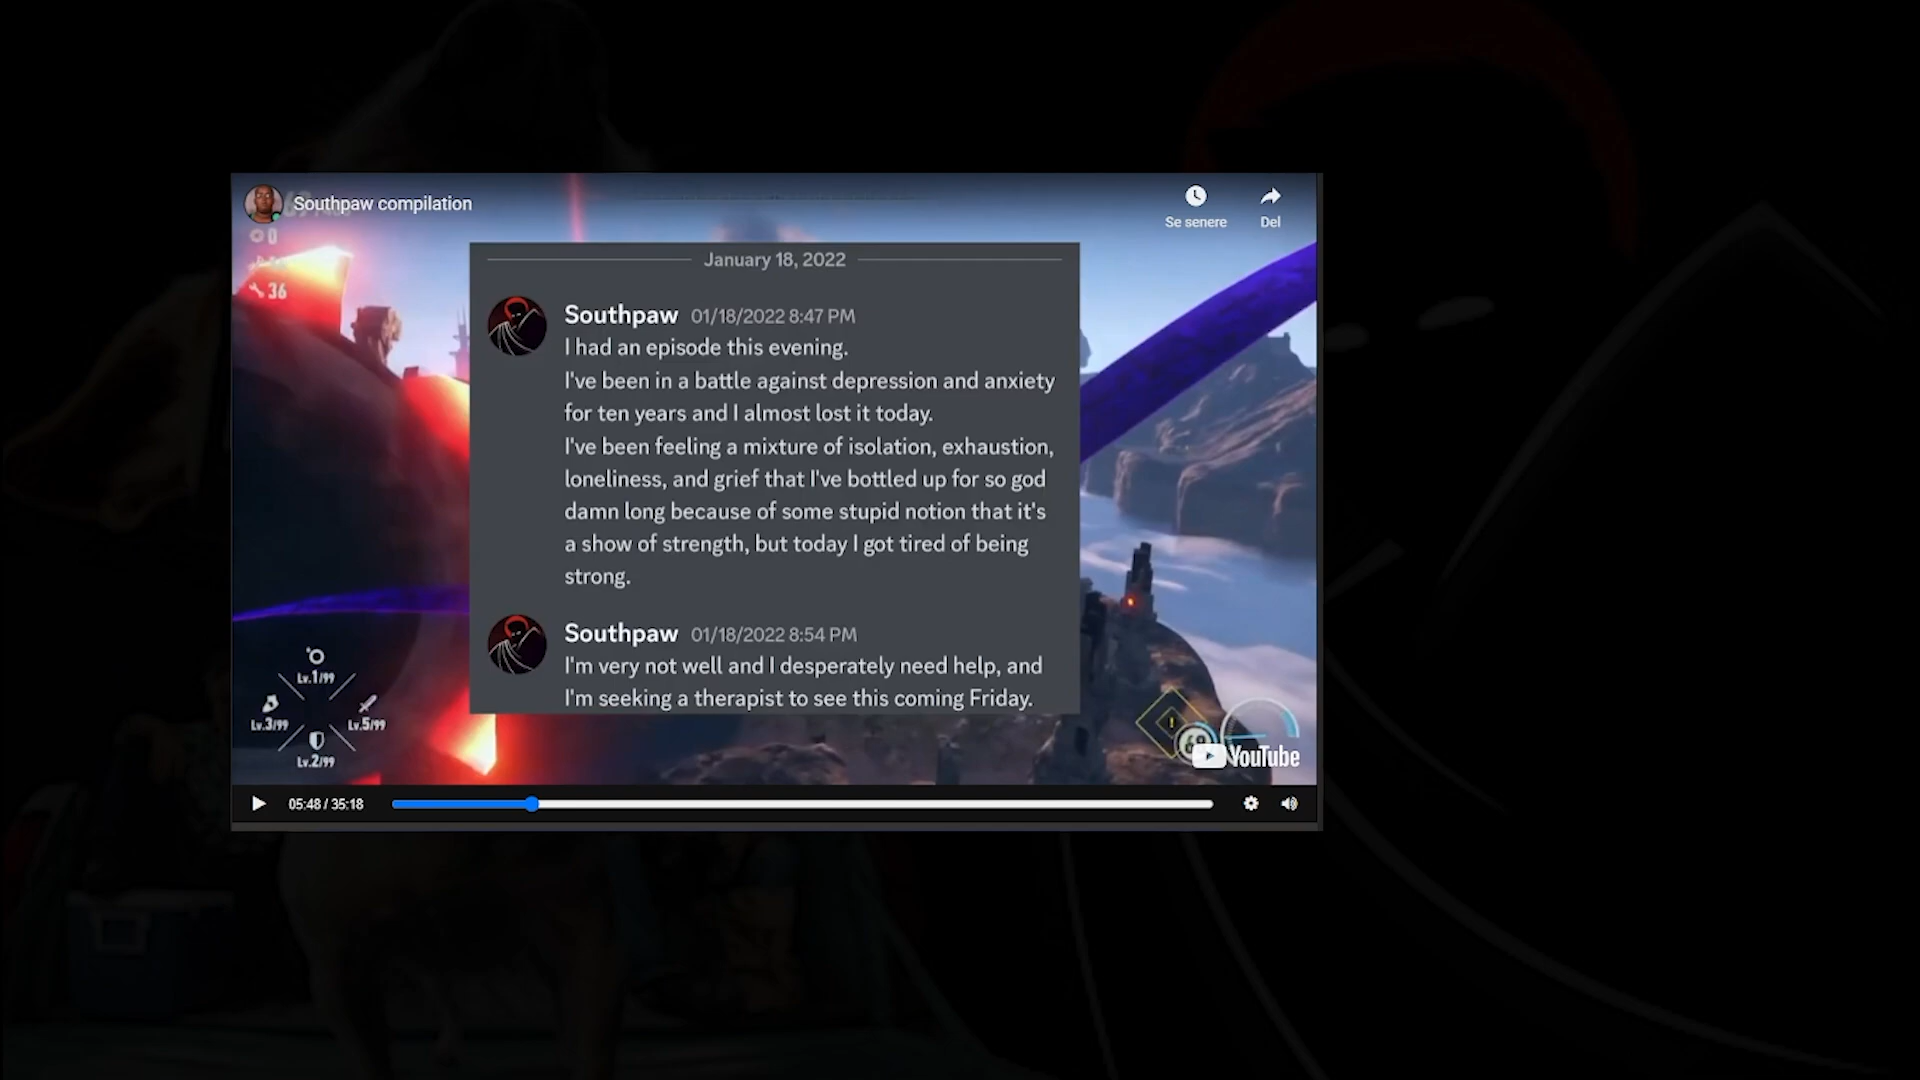 Southpaw compilation
Se senere
Del
0
36
January 18, 2022
Southpaw 01/18/2022 8:47 PM
I had an episode this evening.
I've been in a battle against depression and anxiety
for ten years and I almost lost it today.
I've been feeling a mixture of isolation, exhaustion,
loneliness, and grief that I've bottled up for so god
damn long because of some stupid notion that it's
a show of strength, but today I got tired of being
strong.
Southpaw 01/18/2022 8:54 PM
I'm very not well and I desperately need help, and
I'm seeking a therapist to see this coming Friday.
Lv.1/99
Lv.3/99
Lv.5/99
Lv.2/99
YouTube
05:48 / 35:18